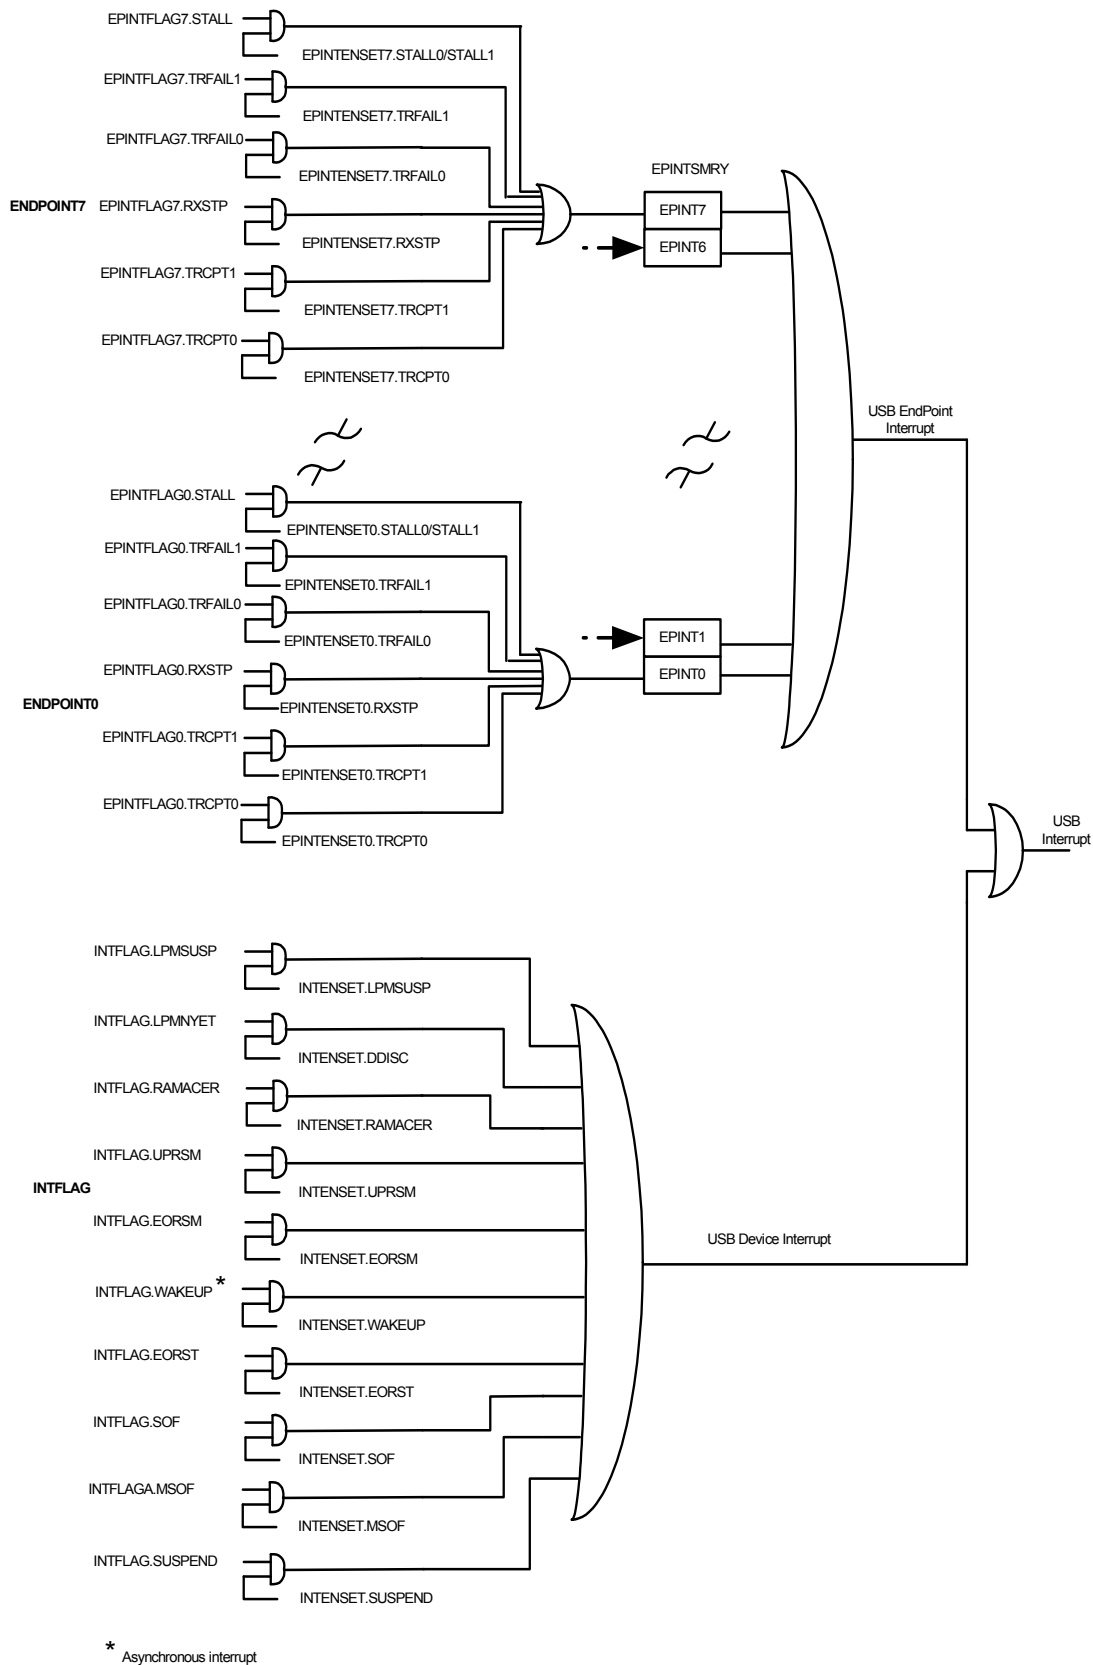 EPINTFLAG7.STALL
EPINTENSET7.STALL0/STALL1
EPINTFLAG7.TRFAIL1
EPINTENSET7.TRFAIL1
EPINTFLAG7.TRFAIL0
EPINTENSET7.TRFAIL0
ENDPOINT7
EPINTFLAG7.RXSTP
EPINTENSET7.RXSTP
EPINTFLAG7.TRCPT1
EPINTENSET7.TRCPT1
EPINTFLAG7.TRCPT0
EPINTENSET7.TRCPT0
EPINTSMRY
EPINT7
EPINT6
USB EndPoint
Interrupt
EPINTFLAG0.STALL
EPINTENSET0.STALL0/STALL1
EPINTFLAG0.TRFAIL1
EPINTENSET0.TRFAIL1
EPINTFLAG0.TRFAIL0
EPINTENSET0.TRFAIL0
EPINTFLAG0.RXSTP
ENDPOINT0
EPINTENSET0.RXSTP
EPINTFLAG0.TRCPT1
EPINTENSET0.TRCPT1
EPINTFLAG0.TRCPT0
EPINTENSET0.TRCPT0
EPINT1
EPINT0
USB
Interrupt
INTFLAG.LPMSUSP
INTENSET.LPMSUSP
INTFLAG.LPMNYET
INTENSET.DDISC
INTFLAG.RAMACER
INTENSET.RAMACER
INTFLAG.UPRSM
INTFLAG
INTENSET.UPRSM
INTFLAG.EORSM
INTENSET.EORSM
USB Device Interrupt
INTFLAG.WAKEUP *
INTENSET.WAKEUP
INTFLAG.EORST
INTENSET.EORST
INTFLAG.SOF
INTENSET.SOF
INTFLAGA.MSOF
INTENSET.MSOF
INTFLAG.SUSPEND
INTENSET.SUSPEND
* Asynchronous interrupt